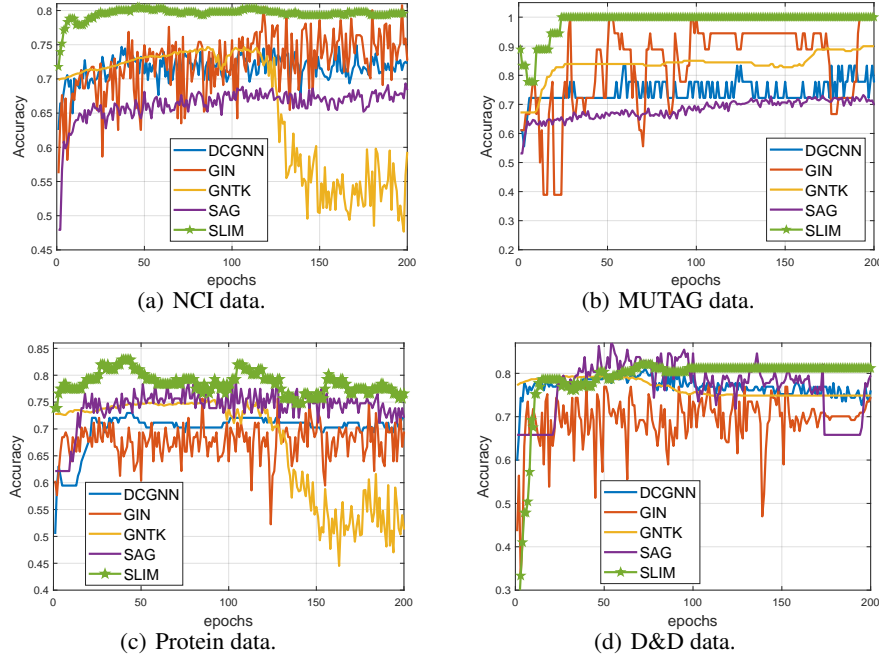 0.8
0.75
0.7
0.65
0.6
0.55
0.5
0.45
Accuracy
DCGNN
GIN
GNTK
SAG
SLIM
0 50 100 150 200
epochs
(a) NCI data.
1
0.9
0.8
0.7
0.6
0.5
0.4
0.3
0.2
Accuracy
DGCNN
GIN
GNTK
SAG
SLIM
0 50 100 150 200
epochs
(b) MUTAG data.
0.85
0.8
0.75
0.7
0.65
0.6
0.55
0.5
0.45
0.4
Accuracy
DCGNN
GIN
GNTK
SAG
SLIM
0 50 100 150 200
epochs
(c) Protein data.
0.8
0.7
0.6
0.5
0.4
0.3
Accuracy
DCGNN
GIN
GNTK
SAG
SLIM
0 50 100 150 200
epochs
(d) D&D data.